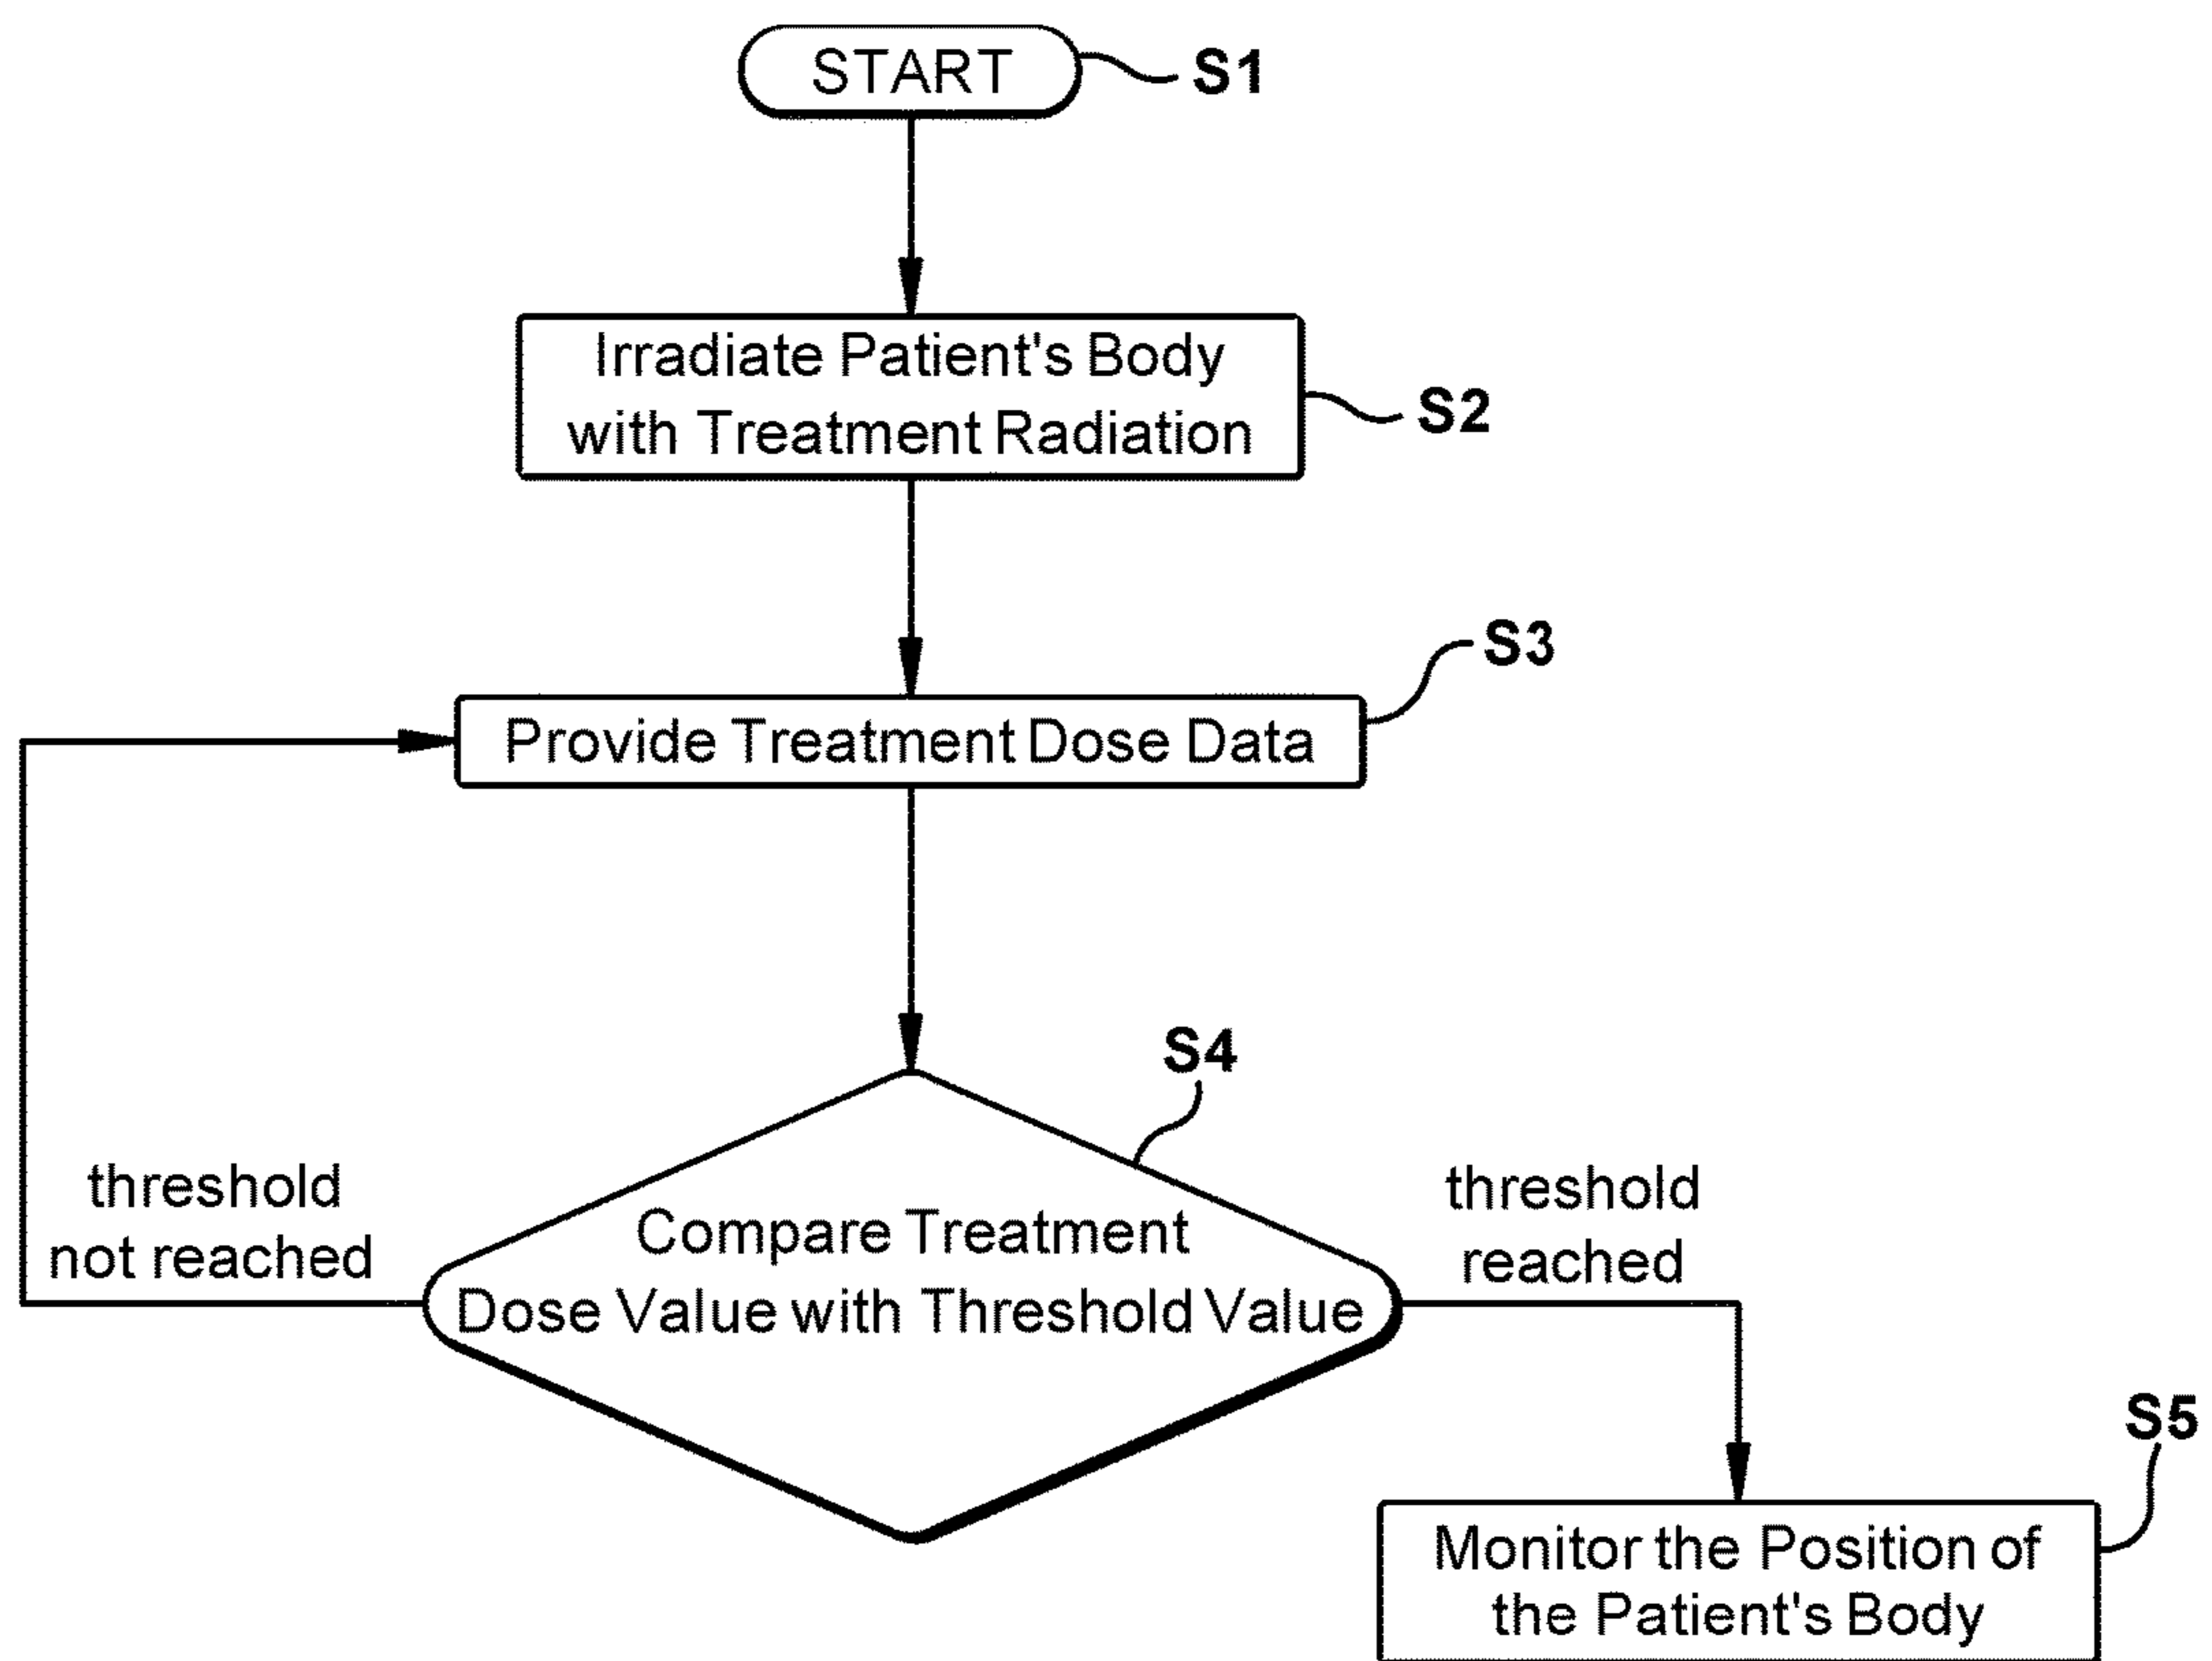 START
S1
Irradiate Patient's Body
with Treatment Radiation
S2
S3
Provide Treatment Dose Data
S4
threshold
not reached
Compare Treatment
Dose Value with Threshold Value
threshold
reached
S5
Monitor the Position of
the Patient's Body